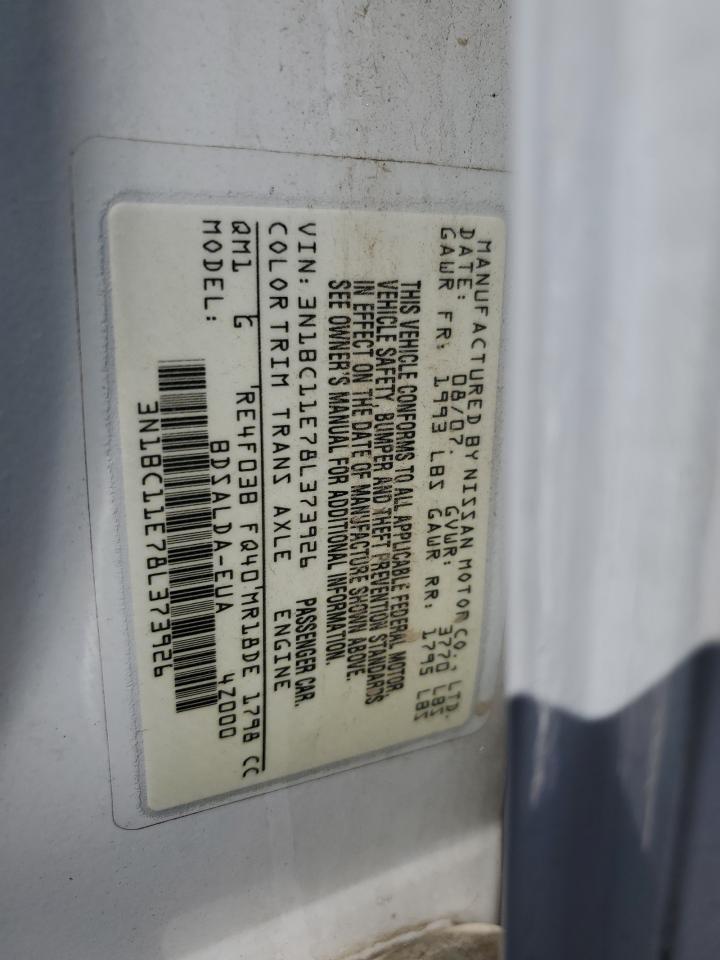 MANUFACTURED BY NISSAN MOTOR CO., LTD.
DATE: 08/07. GVWR: 3770 LBS
GAWR FR: 1993 LBS GAWR RR: 1795 LBS
THIS VEHICLE CONFORMS TO ALL APPLICABLE FEDERAL MOTOR
VEHICLE SAFETY, BUMPER AND THEFT PREVENTION STANDARDS
IN EFFECT ON THE DATE OF MANUFACTURE SHOWN ABOVE.
SEE OWNER'S MANUAL FOR ADDITIONAL INFORMATION.
VIN: 3N1BC11E78L373926 PASSENGER CAR.
COLOR TRIM TRANS AXLE ENGINE
QM1 G RE4F03B FQ40 MR18DE 1798 CC
MODEL: BDSALDA-EUA 4Z000
3N1BC11E78L373926